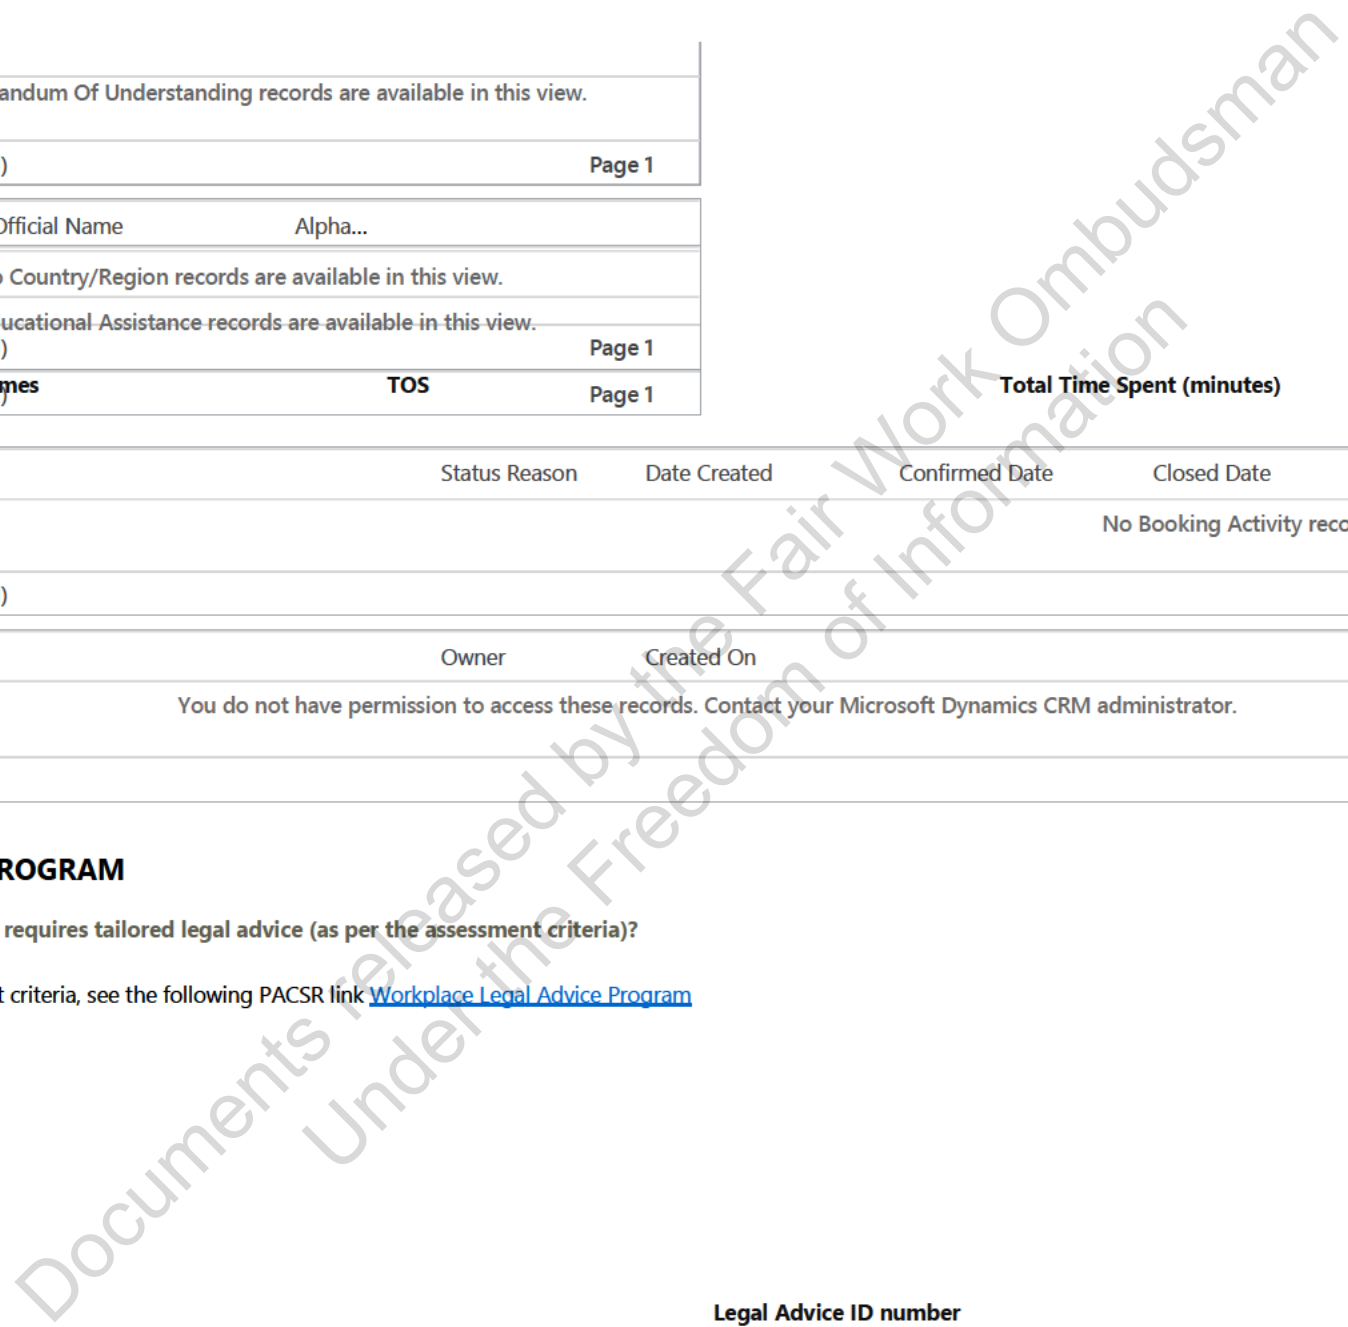 andum Of Understanding records are available in this view.
) Page 1
Official Name Alpha...
o Country/Region records are available in this view.
ucational Assistance records are available in this view.
) Page 1
mes TOS Total Time Spent (minutes)
) Page 1
Status Reason Date Created Confirmed Date Closed Date
No Booking Activity reco
)
Owner Created On
You do not have permission to access these records. Contact your Microsoft Dynamics CRM administrator.
ROGRAM
requires tailored legal advice (as per the assessment criteria)?
t criteria, see the following PACSR link Workplace Legal Advice Program
Legal Advice ID number
Documents released by the Fair Work Ombudsman
Under the Freedom of Information